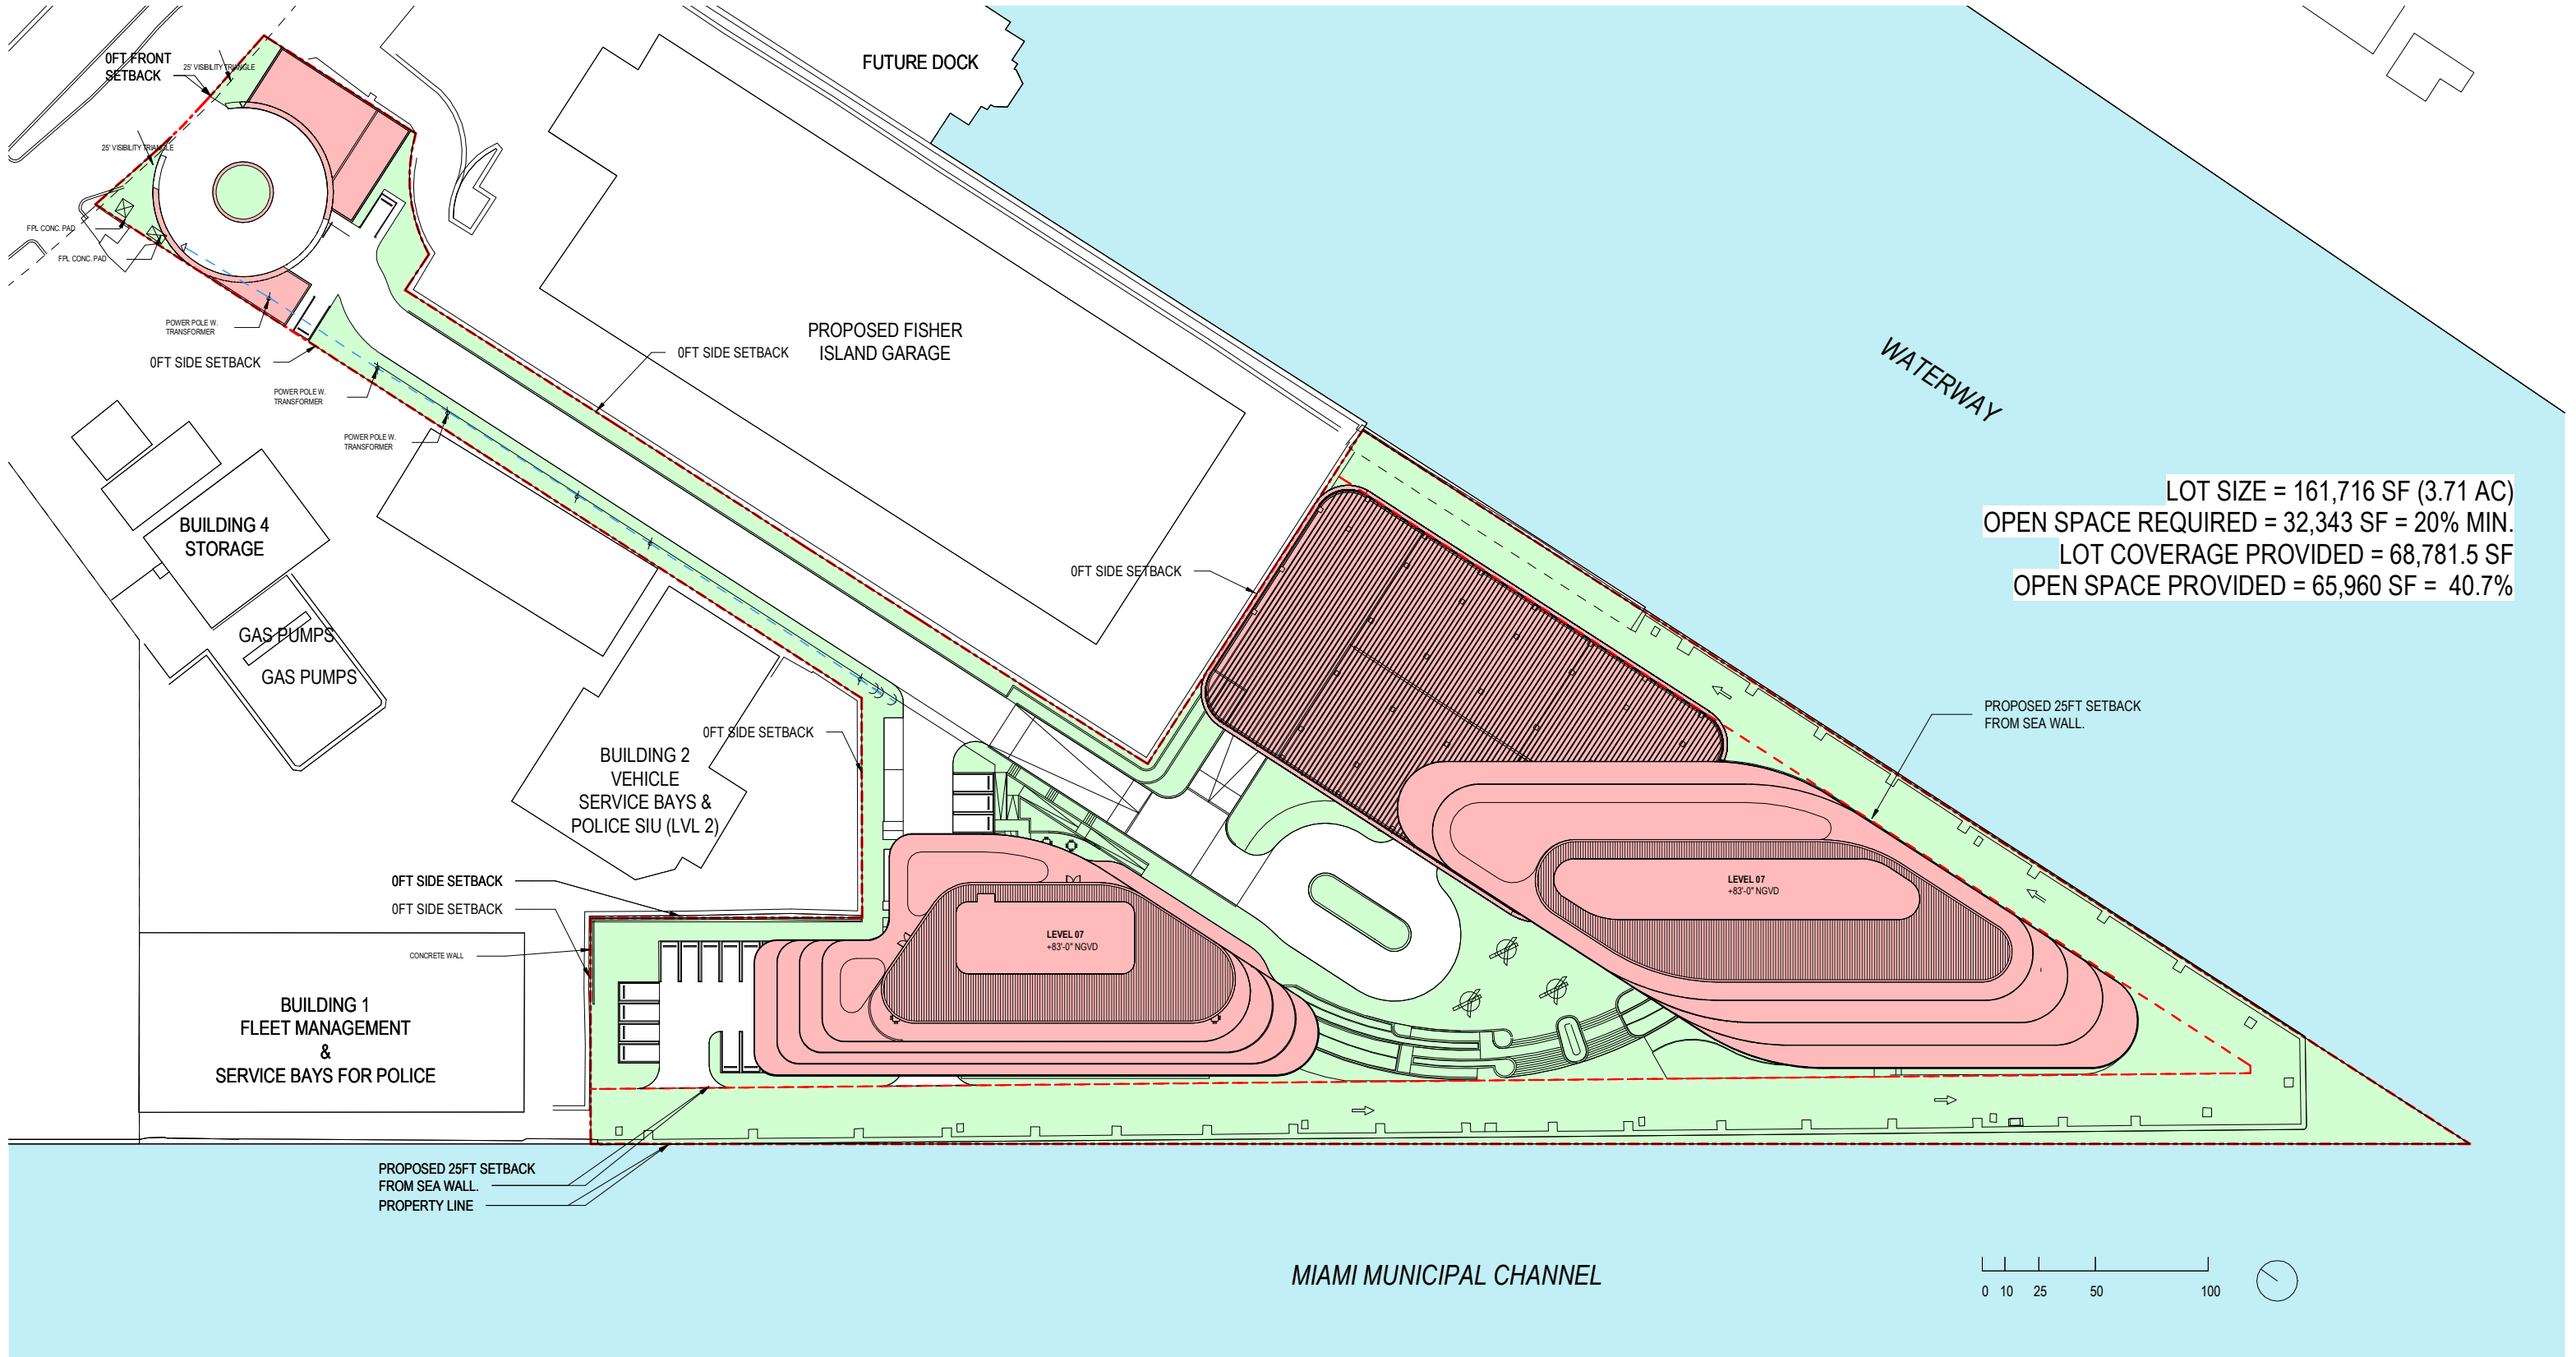 0FT FRONT
SETBACK
25' VISIBILITY TRIANGLE
FUTURE DOCK
25' VISIBILITY TRIANGLE
FPL CONC. PAD
FPL CONC. PAD
POWER POLE W.
TRANSFORMER
0FT SIDE SETBACK
POWER POLE W.
TRANSFORMER
POWER POLE W.
TRANSFORMER
0FT SIDE SETBACK
PROPOSED FISHER
ISLAND GARAGE
WATERWAY
LOT SIZE = 161,716 SF (3.71 AC)
OPEN SPACE REQUIRED = 32,343 SF = 20% MIN.
LOT COVERAGE PROVIDED = 68,781.5 SF
OPEN SPACE PROVIDED = 65,960 SF = 40.7%
BUILDING 4
STORAGE
0FT SIDE SETBACK
GAS PUMPS
GAS PUMPS
PROPOSED 25FT SETBACK
FROM SEA WALL.
0FT SIDE SETBACK
BUILDING 2
VEHICLE
SERVICE BAYS &
POLICE SIU (LVL 2)
0FT SIDE SETBACK
0FT SIDE SETBACK
LEVEL 07
+83'-0" NGVD
LEVEL 07
+83'-0" NGVD
CONCRETE WALL
BUILDING 1
FLEET MANAGEMENT
&
SERVICE BAYS FOR POLICE
PROPOSED 25FT SETBACK
FROM SEA WALL.
PROPERTY LINE
MIAMI MUNICIPAL CHANNEL
0 10 25 50 100